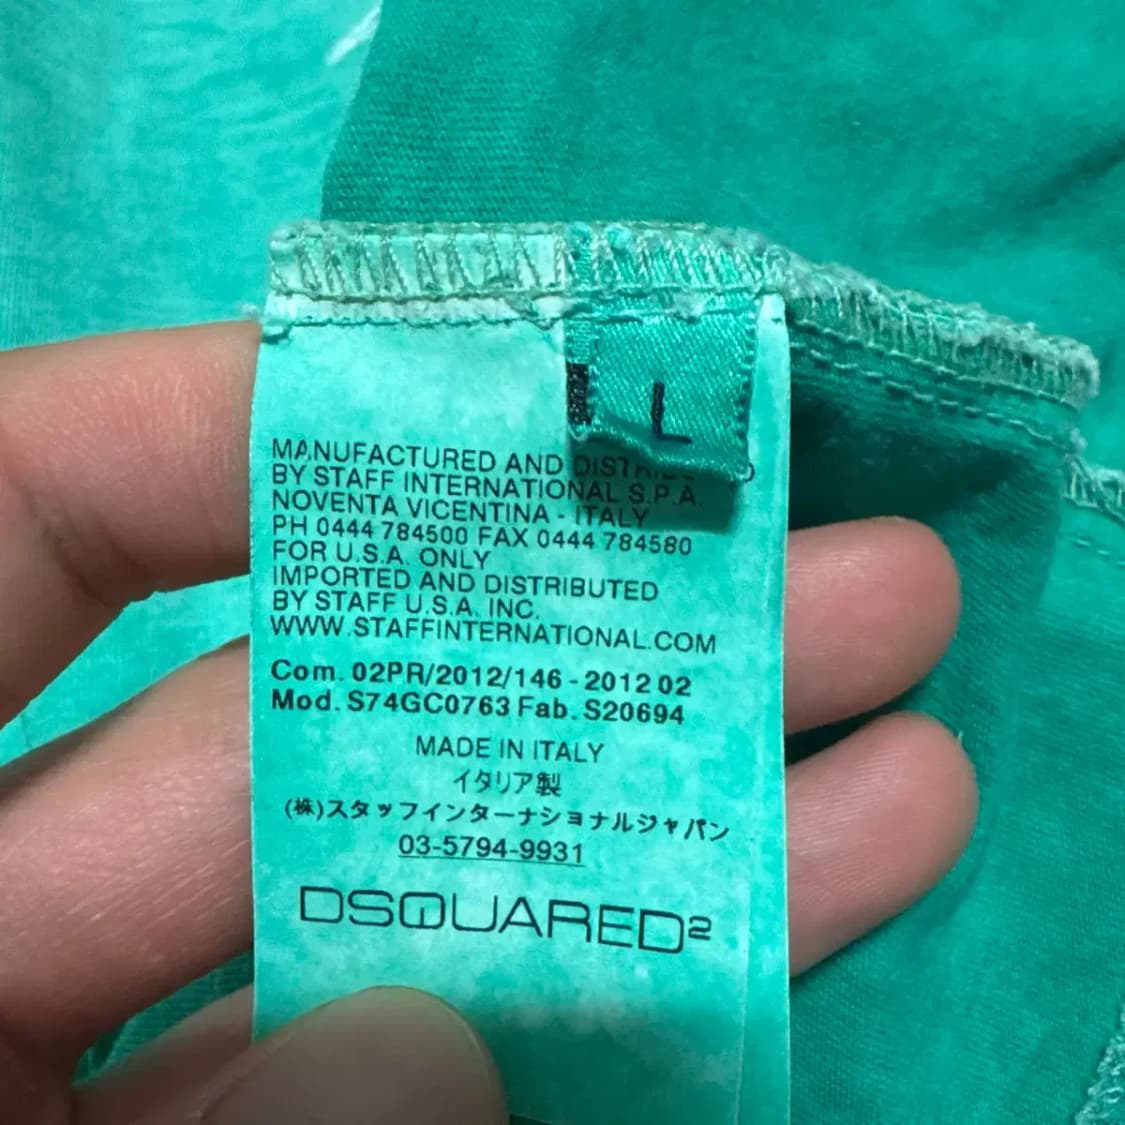 L
MANUFACTURED AND
BY STAFF INTERNATIONAL S.P.A.
NOVENTA VICENTINA - ITALY
PH 0444 784500 FAX 0444 784580
FOR U.S.A. ONLY
IMPORTED AND DISTRIBUTED
BY STAFF U.S.A. INC.
WWW.STAFFINTERNATIONAL.COM
Com. 02PR/2012/146 - 2012 02
Mod. S74GC0763 Fab. S20694
MADE IN ITALY
イタリア製
(株)スタッフインターナショナルジャパン
03-5794-9931
DSQUARED2